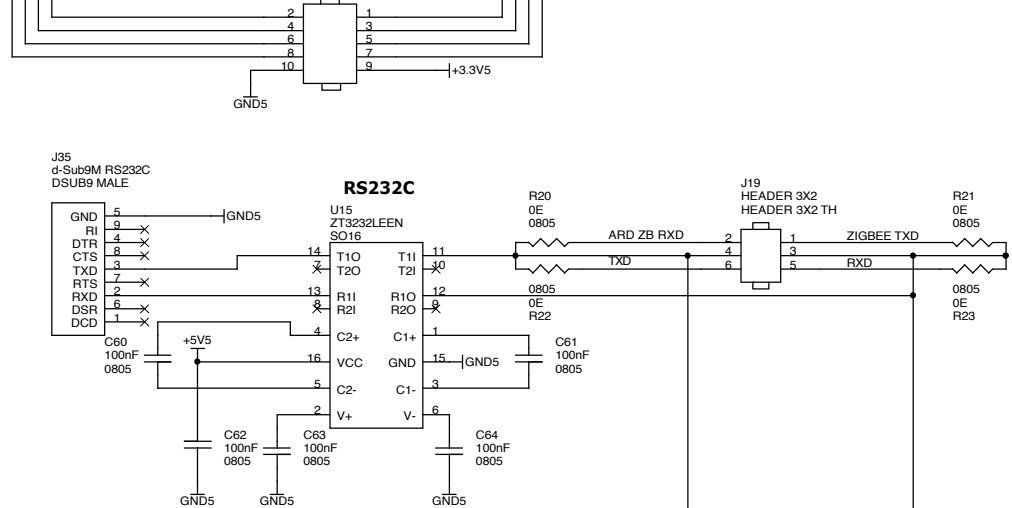 2 1
4 3
6 5
8 7
10 9 +3.3V5
GND5
J35
d-Sub9M RS232C
DSUB9 MALE
RS232C
U15
ZT3232LEEN
SO16
J19
HEADER 3X2
HEADER 3X2 TH
R20
0E
0805
R21
0E
0805
GND 5 GND5
RI 9
DTR 4
CTS 8
TXD 3
RTS 7
RXD 2
DSR 6
DCD 1
14 T1O T1I 11
7 T2O T2I 10
13 R1I R1O 12
8 R2I R2O 9
4 C2+ C1+ 1
16 VCC GND 15 GND5
5 C2- C1- 3
2 V+ V- 6
ARD ZB RXD 2 1 ZIGBEE TXD
4 3
TXD 6 5 RXD
0805
0E
R22
0805
0E
R23
C60
100nF
0805
+5V5
C61
100nF
0805
C62
100nF
0805
C63
100nF
0805
C64
100nF
0805
GND5
GND5
GND5